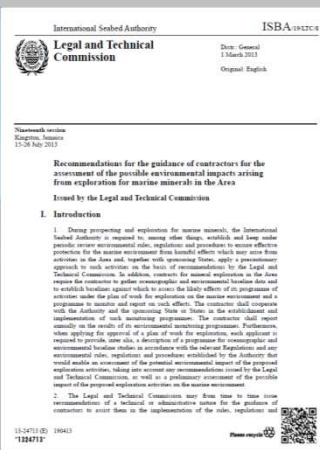 International Seabed Authority
ISBA/19/LTC/8
Legal and Technical
Commission
Distr.: General
1 March 2013
Original: English
Nineteenth session
Kingston, Jamaica
15-26 July 2013
Recommendations for the guidance of contractors for the
assessment of the possible environmental impacts arising
from exploration for marine minerals in the Area
Issued by the Legal and Technical Commission
I. Introduction
1. During prospecting and exploration for marine minerals, the International
Seabed Authority is required to, among other things, establish and keep under
periodic review environmental rules, regulations and procedures to ensure effective
protection for the marine environment from harmful effects which may arise from
activities in the Area and, together with sponsoring States, apply a precautionary
approach to such activities on the basis of recommendations by the Legal and
Technical Commission. In addition, contracts for mineral exploration in the Area
require the contractor to gather oceanographic and environmental baseline data and
to establish baselines against which to assess the likely effects of its programme of
activities under the plan of work for exploration on the marine environment and a
programme to monitor and report on such effects. The contractor shall cooperate
with the Authority and the sponsoring State or States in the establishment and
implementation of such monitoring programmes. The contractor shall report
annually on the results of its environmental monitoring programmes. Furthermore,
when applying for approval of a plan of work for exploration, each applicant is
required to provide, inter alia, a description of a programme for oceanographic and
environmental baseline studies in accordance with the relevant Regulations and any
environmental rules, regulations and procedures established by the Authority that
would enable an assessment of the potential environmental impact of the proposed
exploration activities, taking into account any recommendations issued by the Legal
and Technical Commission, as well as a preliminary assessment of the possible
impact of the proposed exploration activities on the marine environment.
2. The Legal and Technical Commission may from time to time issue
recommendations of a technical or administrative nature for the guidance of
contractors to assist them in the implementation of the rules, regulations and
13-24713 (E) 190413
*1324713*
Please recycle